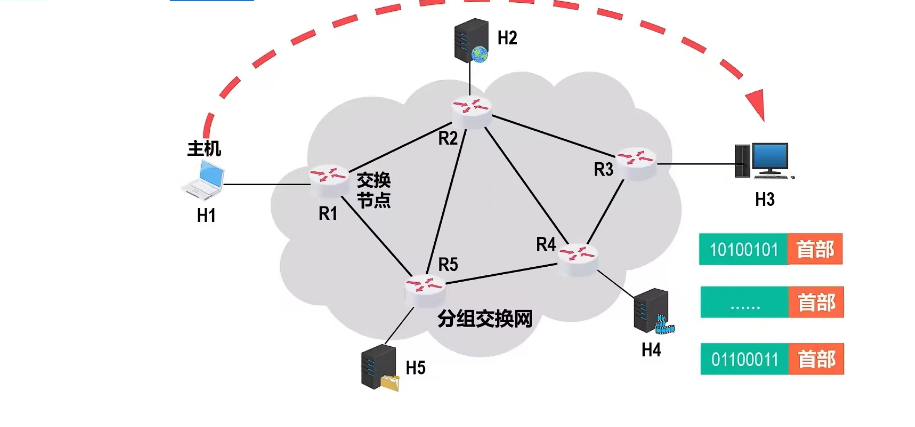 H2
R2
主机
R3
交换
节点
H1
R1
H3
R4
R5
10100101 首部
分组交换网
...... 首部
H4
01100011 首部
H5